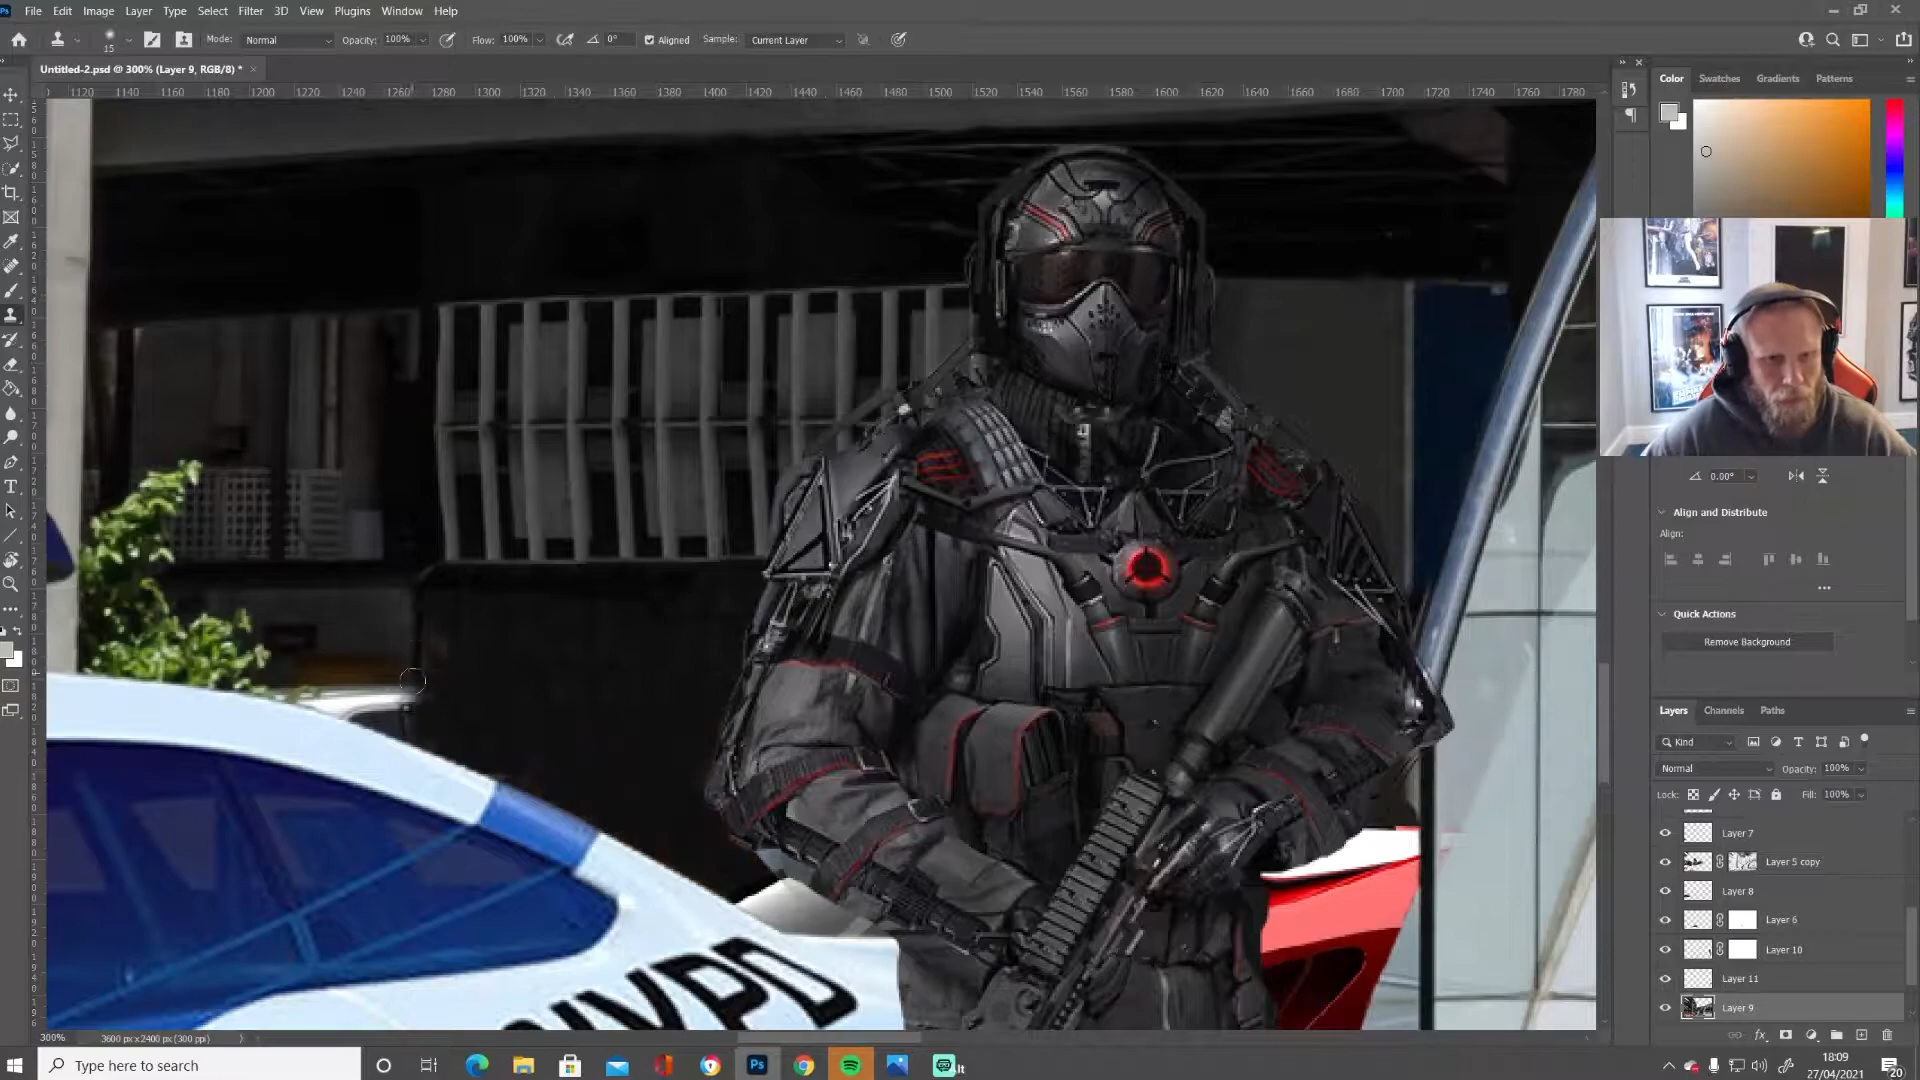 File Edit Image Layer Type Select Filter 3D View Plugins Window Help
15 Mode: Normal Opacity: 100% Flow: 100% 0° Aligned Sample: Current Layer
Untitled-2.psd @ 300% (Layer 9, RGB/8) *
1120 1140 1160 1180 1200 1220 1240 1260 1280 1300 1320 1340 1360 1380 1400 1420 1440 1460 1480 1500 1520 1540 1560 1580 1600 1620 1640 1660 1680 1700 1720 1740 1760 1780
Color Swatches Gradients Patterns
0.00°
Align and Distribute
Align:
Quick Actions
Remove Background
Layers Channels Paths
Kind
Normal Opacity: 100%
Lock: Fill: 100%
Layer 7
Layer 5 copy
Layer 8
Layer 6
Layer 10
Layer 11
Layer 9
NYPD
300% 3600 px x 2400 px (300 ppi)
Type here to search
Ps
18:09
27/04/2021
20